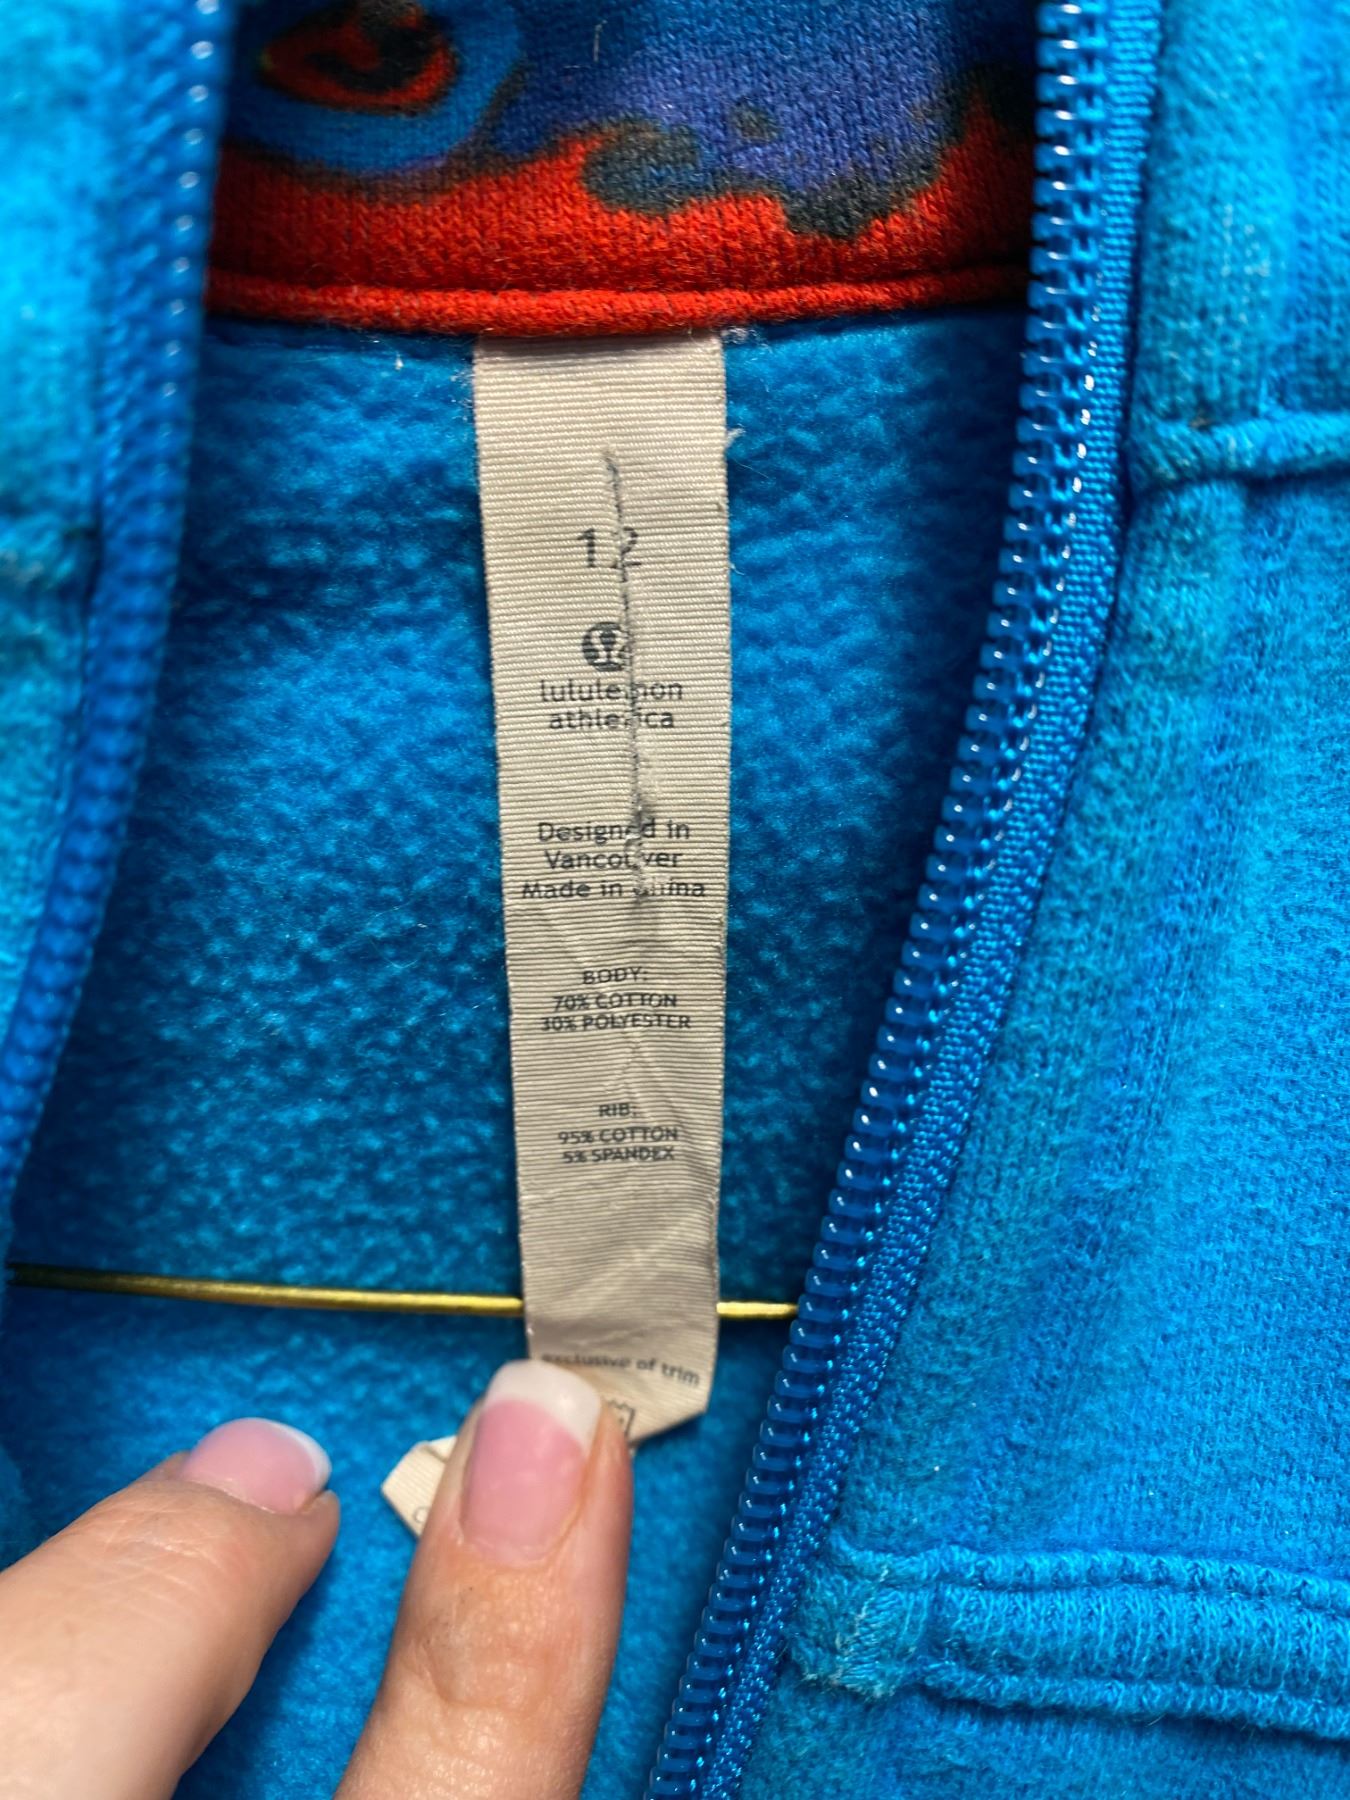 12
lululemon
athletica
Designed in
Vancouver
Made in China
BODY:
70% COTTON
30% POLYESTER
RIB:
95% COTTON
5% SPANDEX
exclusive of trim